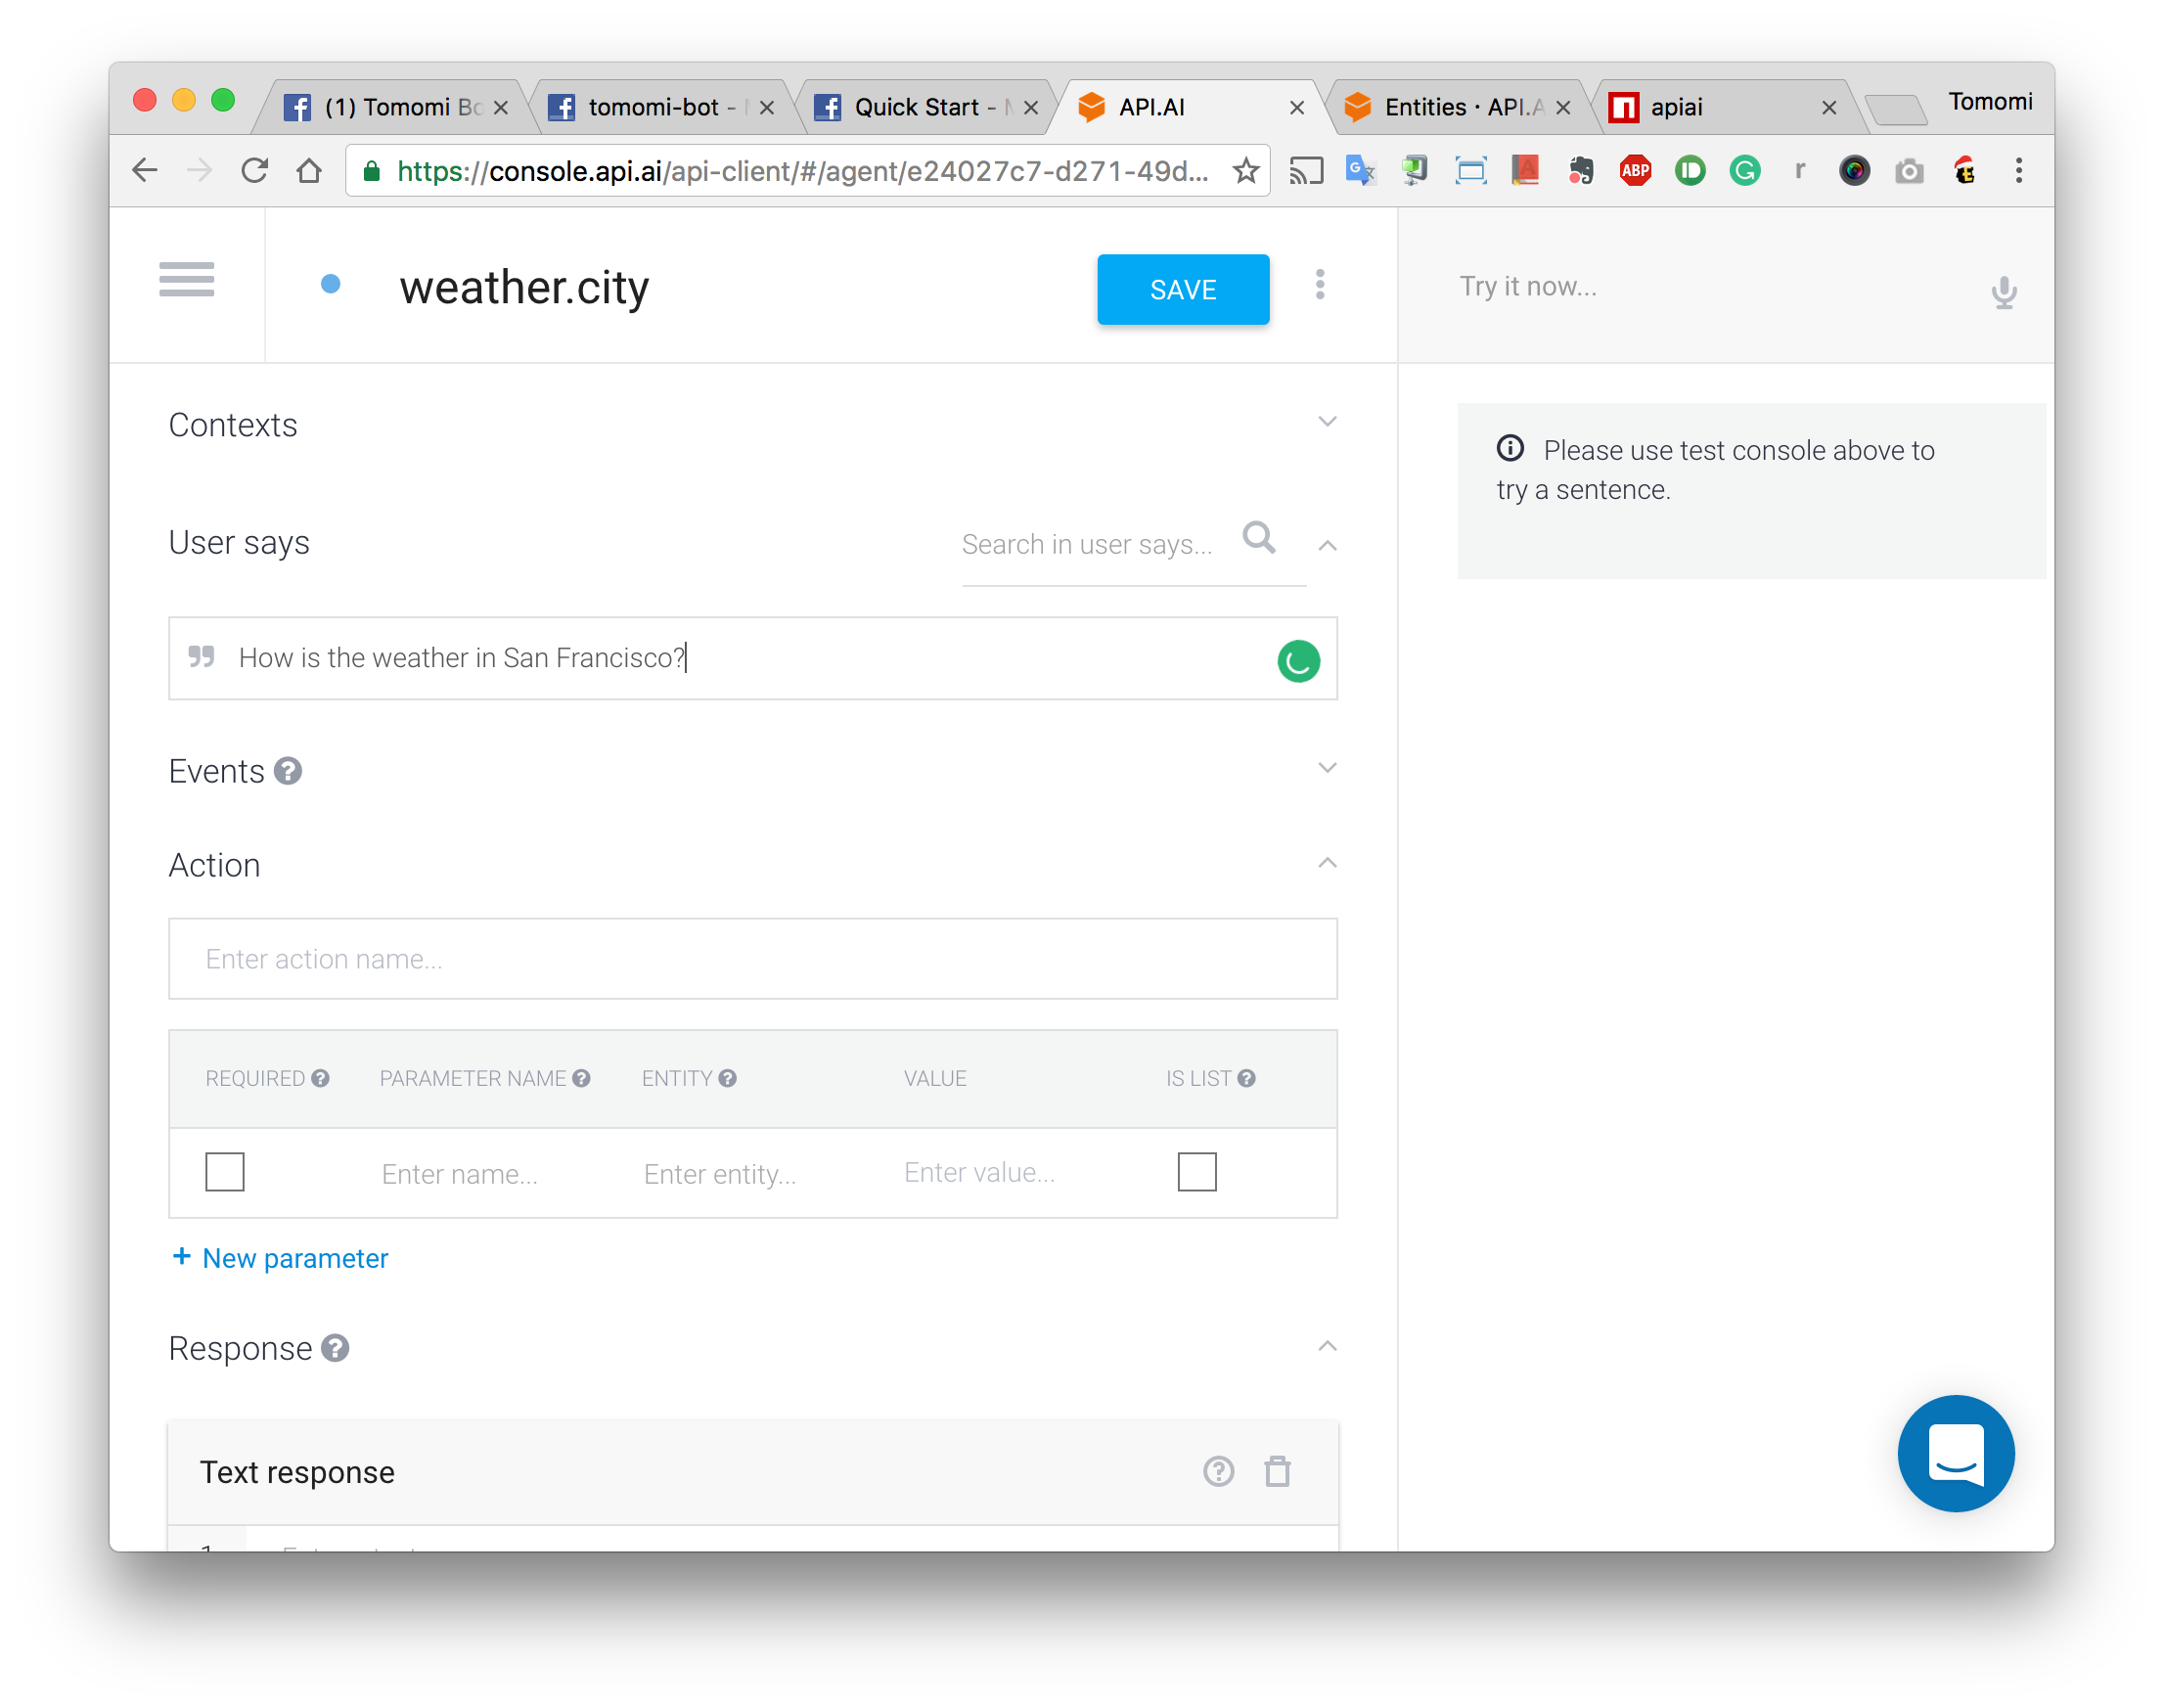 (1) Tomomi Bo
tomomi-bot -
Quick Start -
API.AI
Entities · API.A
apiai
Tomomi
https://console.api.ai/api-client/#/agent/e24027c7-d271-49d...
ABP
r
weather.city
SAVE
Try it now...
Contexts
Please use test console above to
try a sentence.
User says
Search in user says...
How is the weather in San Francisco?
Events
Action
Enter action name...
REQUIRED PARAMETER NAME ENTITY VALUE IS LIST
Enter name... Enter entity... Enter value...
+ New parameter
Response
Text response